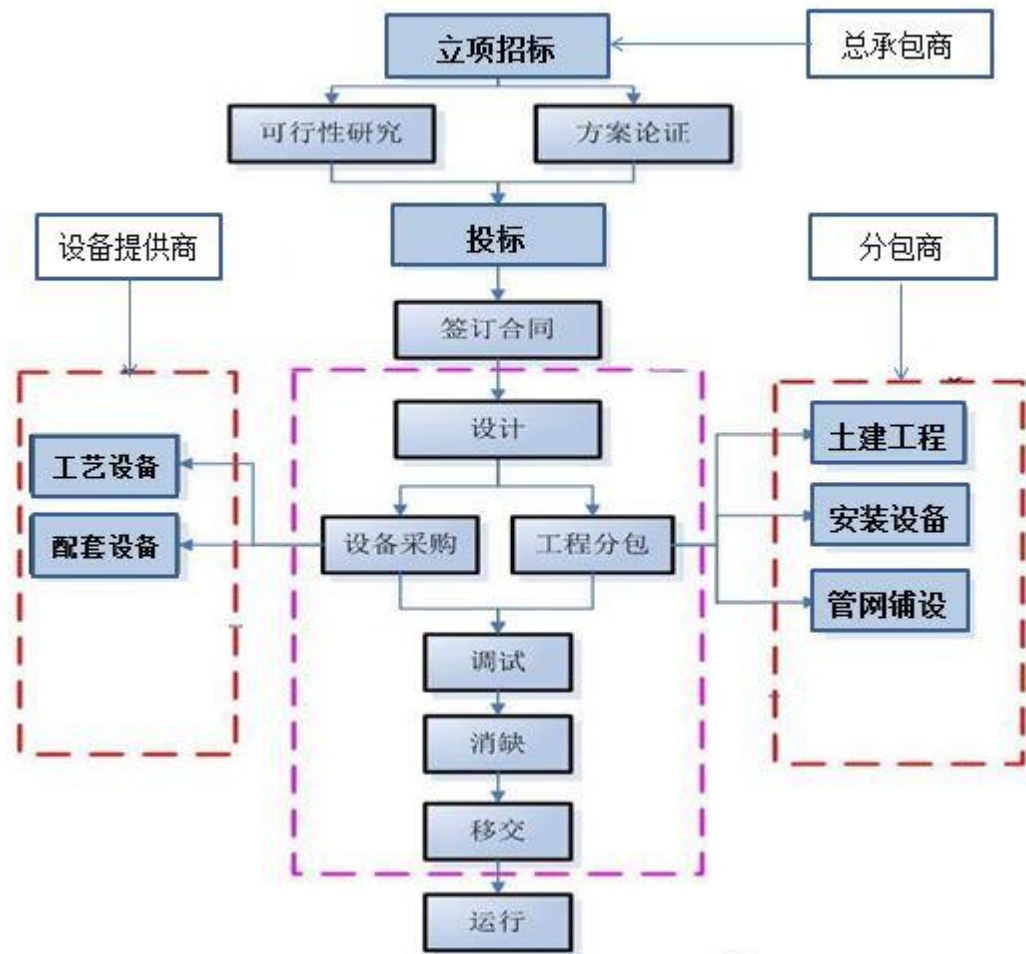 立项招标
总承包商
可行性研究
方案论证
投标
设备提供商
分包商
签订合同
设计
土建工程
工艺设备
安装设备
配套设备
设备采购
工程分包
管网铺设
调试
消缺
移交
运行